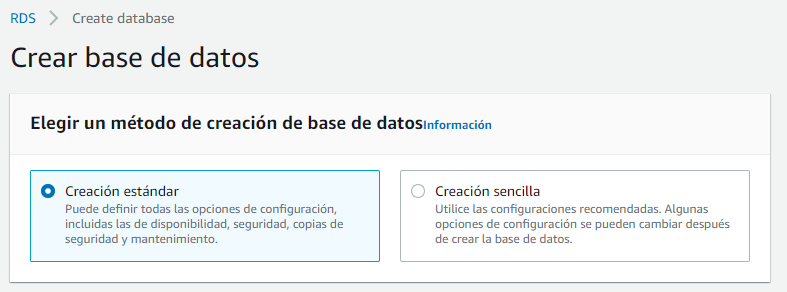 RDS > Create database
Crear base de datos
Elegir un método de creación de base de datosInformación
Creación estándar
Puede definir todas las opciones de configuración,
incluidas las de disponibilidad, seguridad, copias de
seguridad y mantenimiento.
Creación sencilla
Utilice las configuraciones recomendadas. Algunas
opciones de configuración se pueden cambiar después
de crear la base de datos.